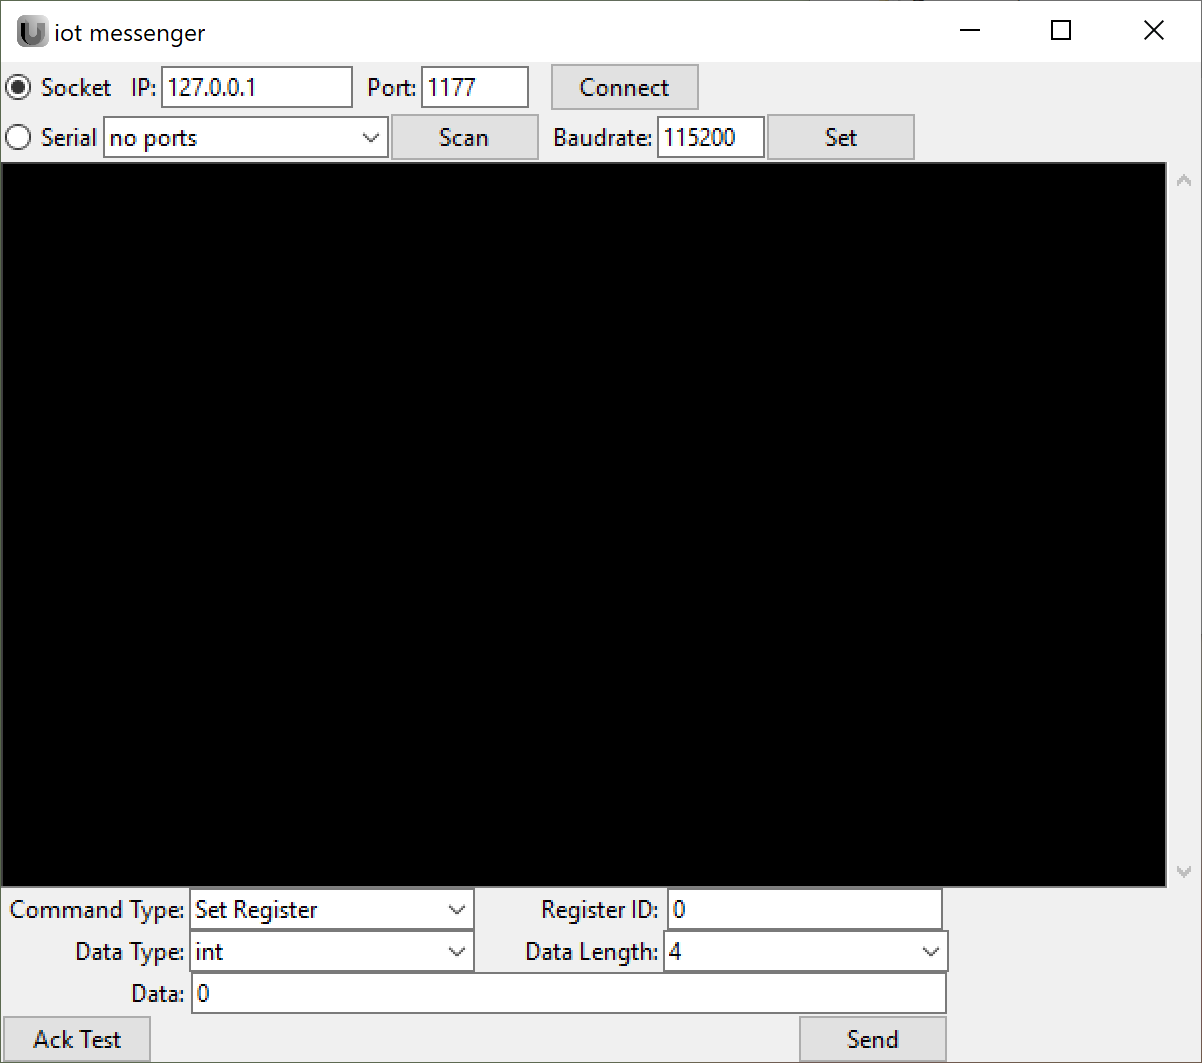 iot messenger
Socket IP: 127.0.0.1 Port: 1177 Connect
Serial no ports Scan Baudrate: 115200 Set
Command Type: Set Register Register ID: 0
Data Type: int Data Length: 4
Data: 0
Ack Test Send